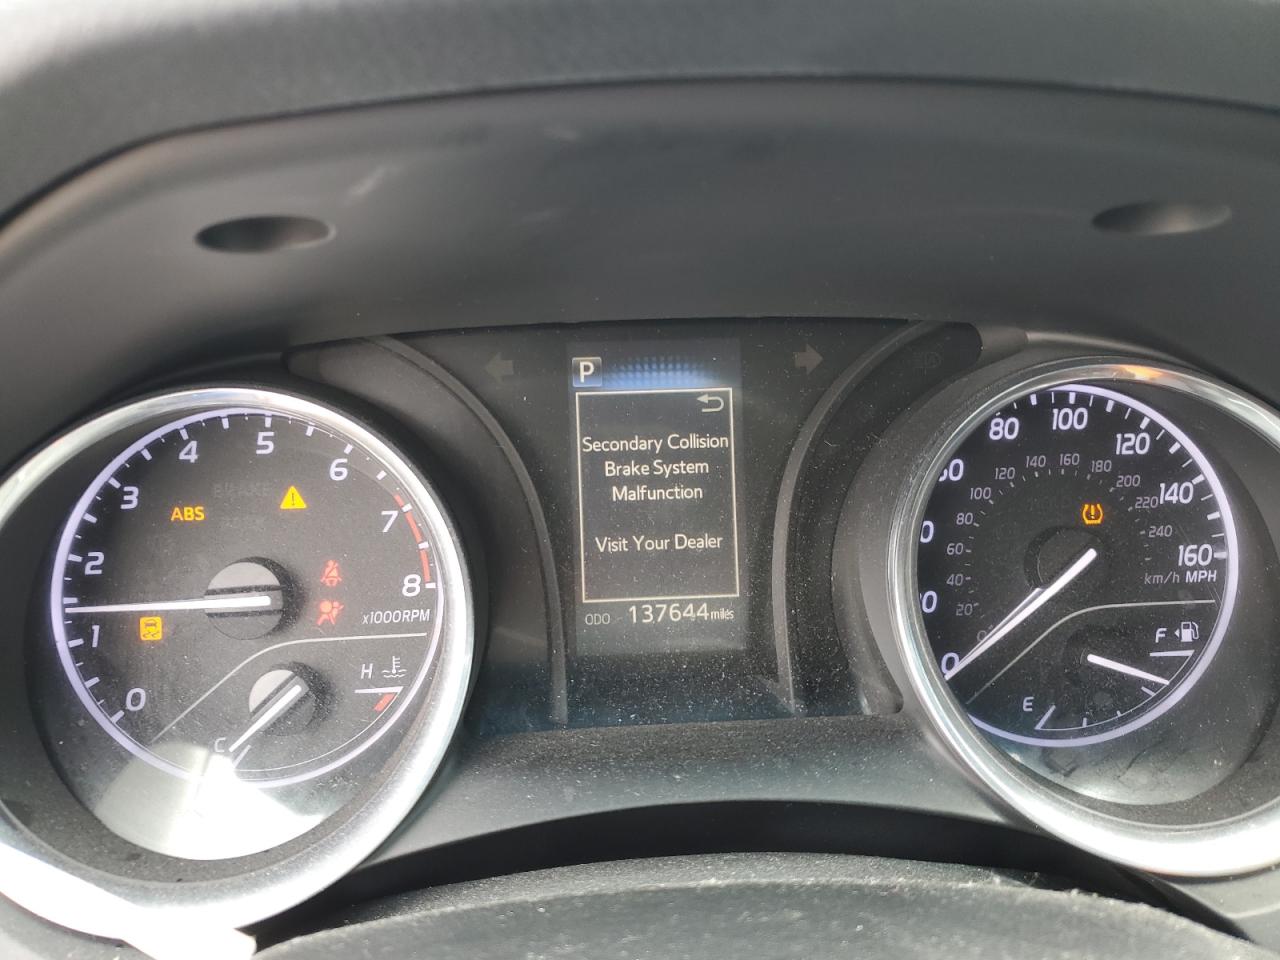 P
Secondary Collision
Brake System
Malfunction
Visit Your Dealer
ODO 137644 miles
ABS
BRAKE
0
1
2
3
4
5
6
7
8
x1000RPM
H
C
0
80
100
120
140
160
km/h MPH
20
40
60
80
100
120
140
160
180
200
220
240
F
E